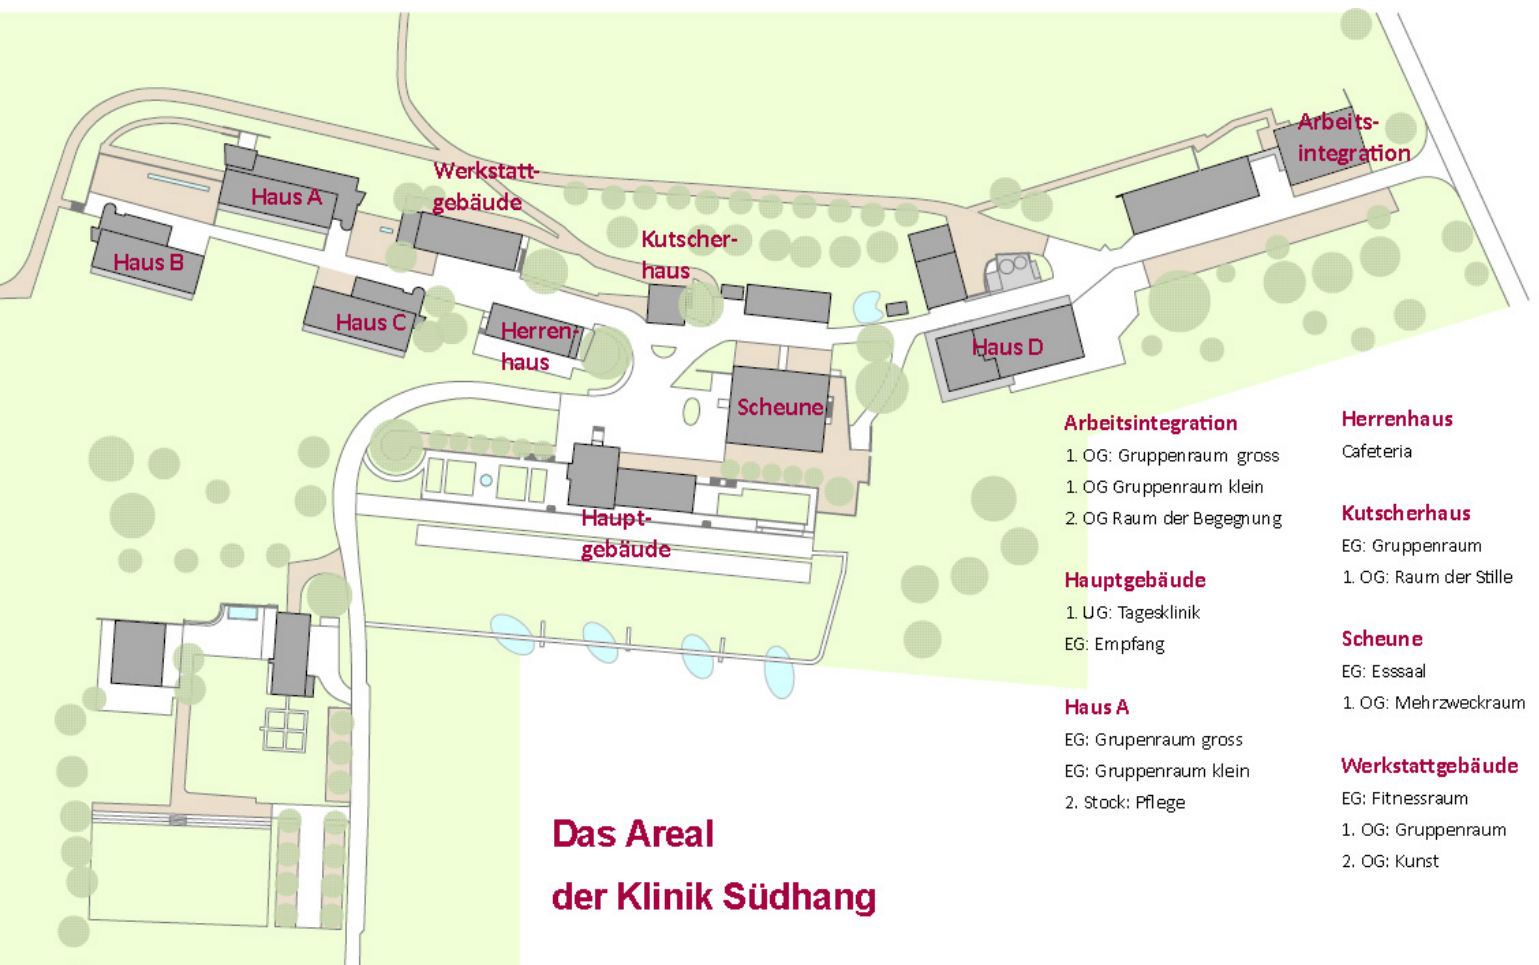 Arbeits-
integration
Werkstatt-
gebäude
Haus A
Kutscher-
haus
Haus B
Haus C
Herren-
haus
Haus D
Scheune
Haupt-
gebäude
Arbeitsintegration
1. OG: Gruppenraum gross
1. OG Gruppenraum klein
2. OG Raum der Begegnung
Hauptgebäude
1. UG: Tagesklinik
EG: Empfang
Haus A
EG: Grupenraum gross
EG: Gruppenraum klein
2. Stock: Pflege
Herrenhaus
Cafeteria
Kutscherhaus
EG: Gruppenraum
1. OG: Raum der Stille
Scheune
EG: Esssaal
1. OG: Mehrzweckraum
Werkstattgebäude
EG: Fitnessraum
1. OG: Gruppenraum
2. OG: Kunst
Das Areal
der Klinik Südhang